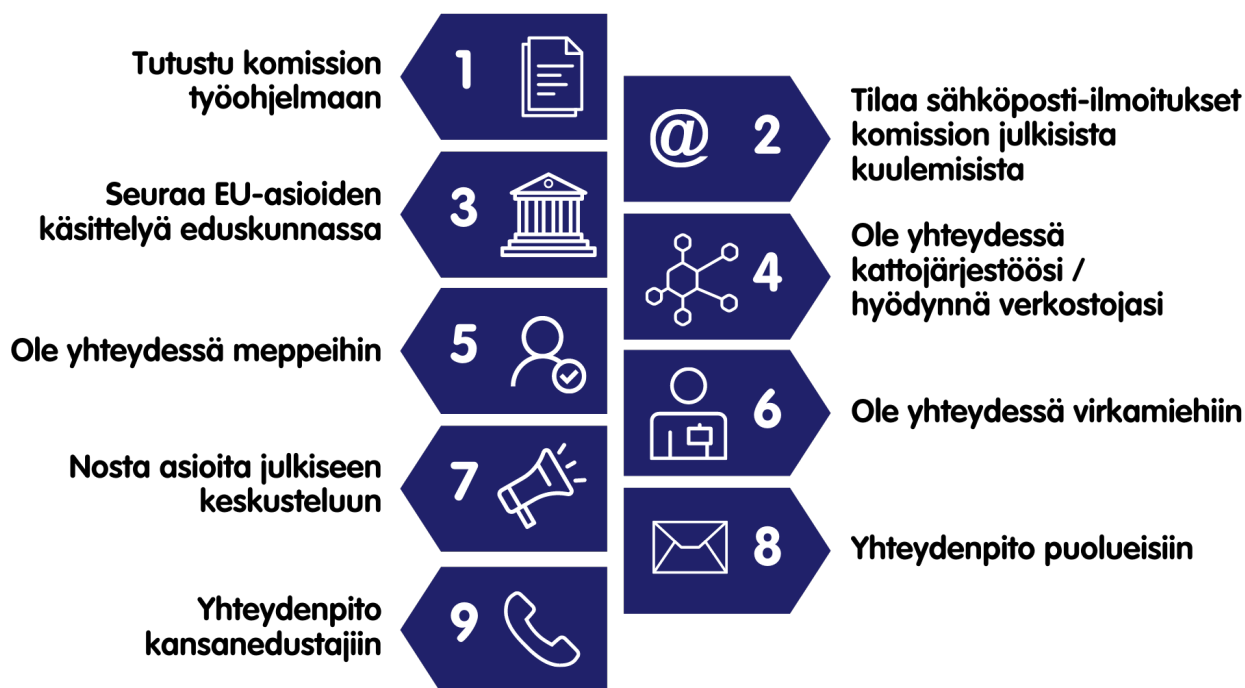 1
Tutustu komission
työohjelmaan
@ 2
Tilaa sähköposti-ilmoitukset
komission julkisista
kuulemisista
3
Seuraa EU-asioiden
käsittelyä eduskunnassa
4
Ole yhteydessä
kattojärjestöösi /
hyödynnä verkostojasi
5
Ole yhteydessä meppeihin
6
Ole yhteydessä virkamiehiin
7
Nosta asioita julkiseen
keskusteluun
8
Yhteydenpito puolueisiin
9
Yhteydenpito
kansanedustajiin